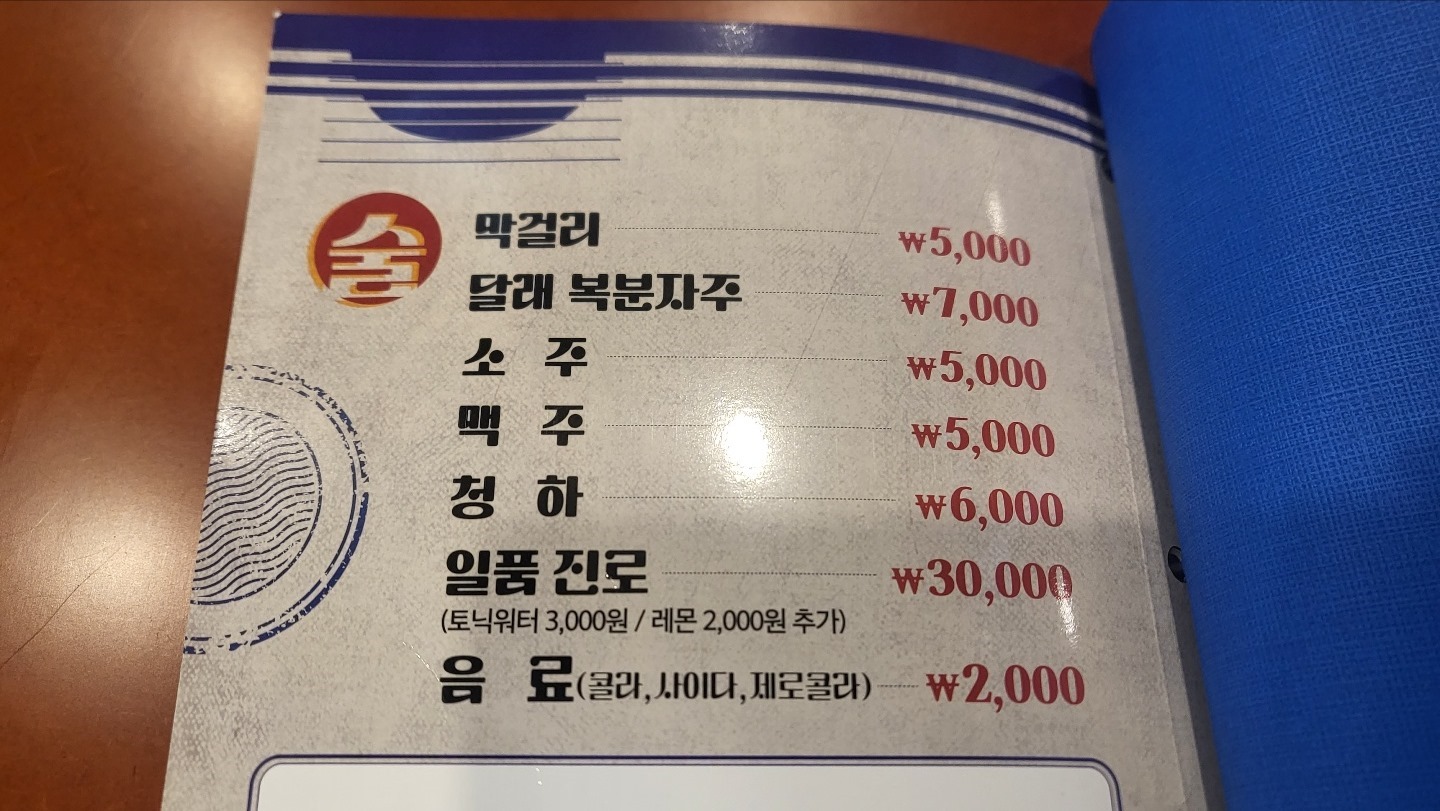 술
막걸리 ₩5,000
달래 복분자주 ₩7,000
소 주 ₩5,000
맥 주 ₩5,000
청 하 ₩6,000
일품 진로 ₩30,000
(토닉워터 3,000원 / 레몬 2,000원 추가)
음 료(콜라,사이다,제로콜라) ₩2,000